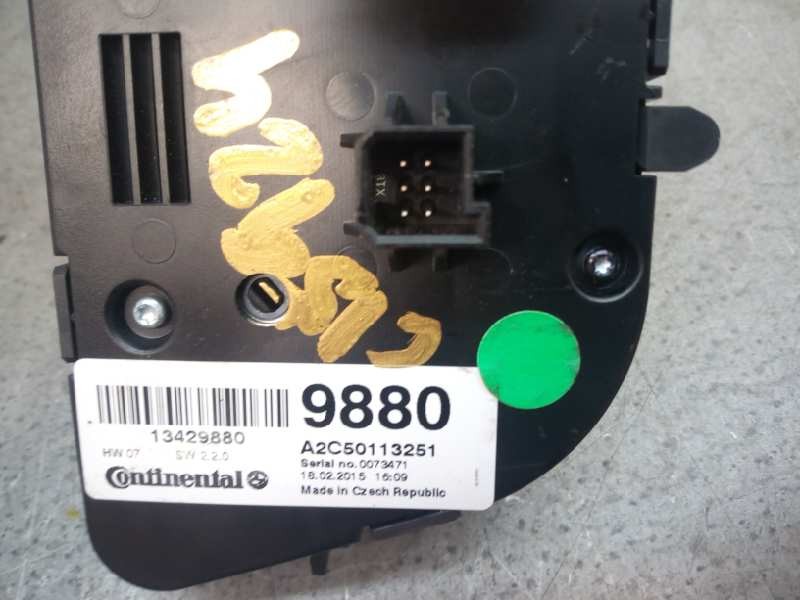 X18
13429880
HW 07 SW 2.2.0
Continental
9880
A2C50113251
Serial no.0073471
18.02.2015 16:09
Made in Czech Republic